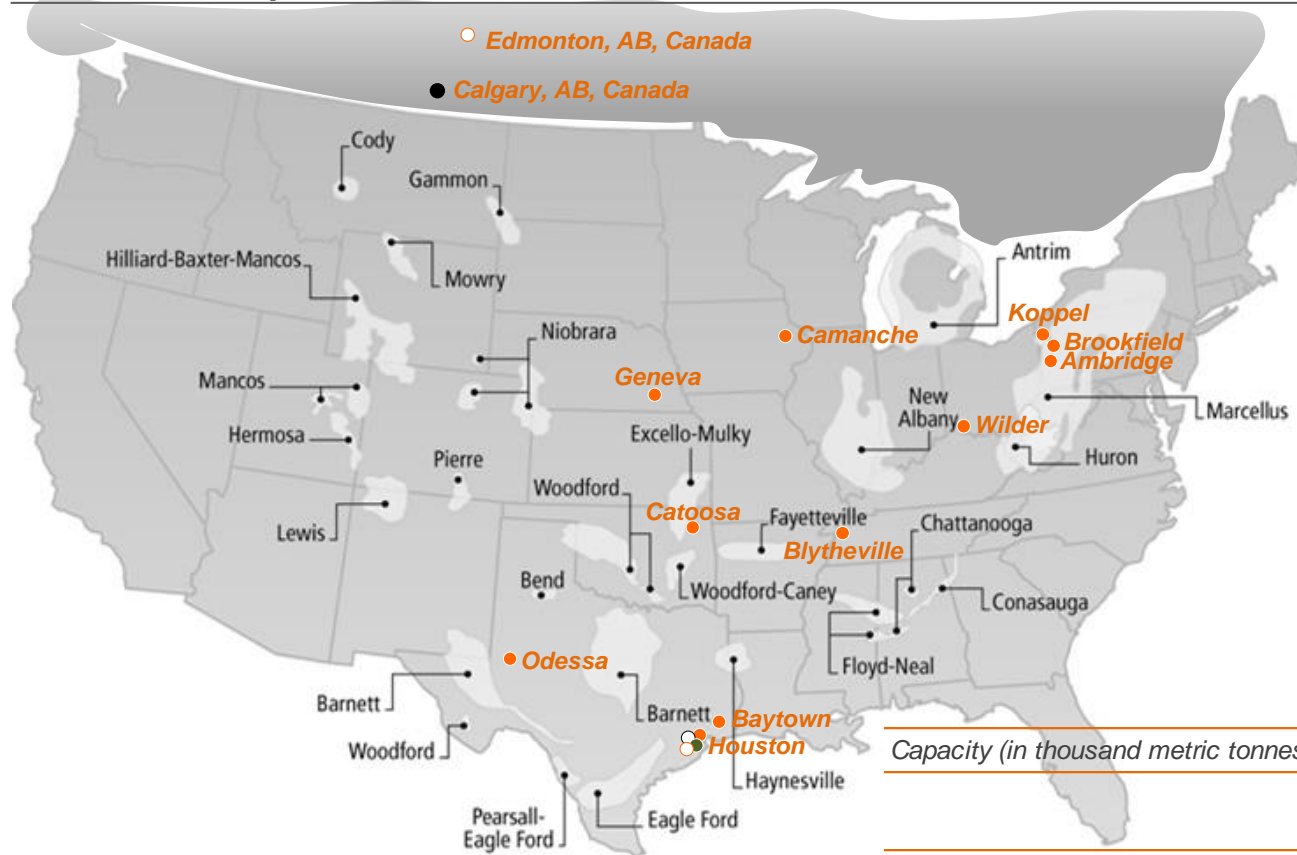 Edmonton, AB, Canada
Calgary, AB, Canada
Cody
Gammon
Antrim
Hilliard-Baxter-Mancos
Mowry
Koppel
Niobrara
Camanche
Brookfield
Ambridge
Geneva
Mancos
New
Albany
Marcellus
Wilder
Hermosa
Excello-Mulky
Huron
Pierre
Woodford
Catoosa
Fayetteville
Chattanooga
Lewis
Blytheville
Bend
Woodford-Caney
Conasauga
Odessa
Floyd-Neal
Barnett
Barnett
Baytown
Woodford
Houston
Capacity (in thousand metric tonnes
Haynesville
Pearsall-
Eagle Ford
Eagle Ford